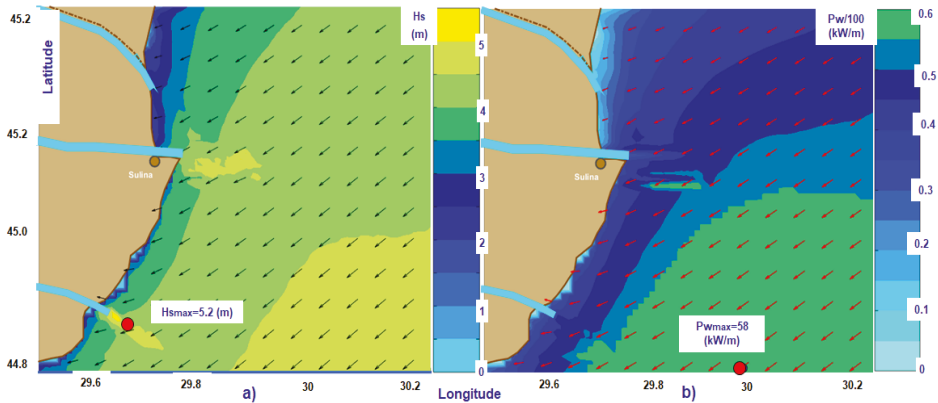 45.2
Latitude
45.2
45.0
44.8
Sulina
Hs
(m)
5
4
3
2
1
0
Hsmax=5.2 (m)
29.6
29.8
30
30.2
a)
Longitude
Pw/100
(kW/m)
0.6
0.5
0.4
0.3
0.2
0.1
0
Sulina
Pwmax=58
(kW/m)
29.6
29.8
30
30.2
b)